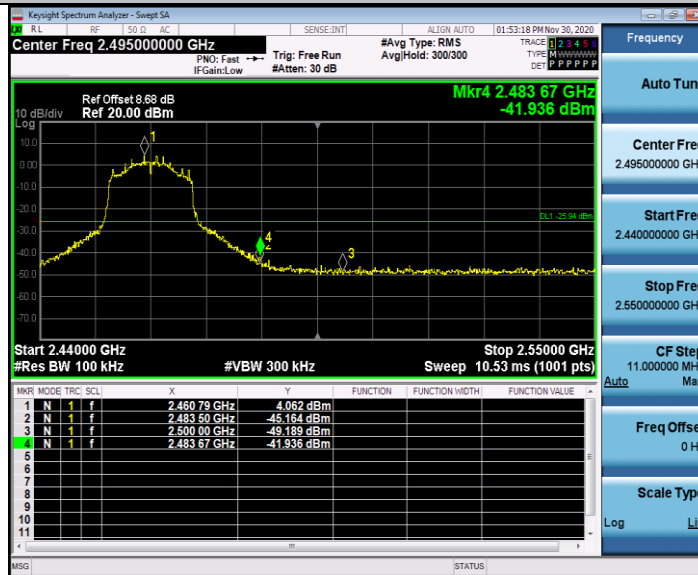 Keysight Spectrum Analyzer - Swept SA
RL RF 50 Ω AC SENSE:INT ALIGN AUTO 01:53:18 PM Nov 30, 2020
Center Freq 2.495000000 GHz
PNO: Fast
IFGain:Low
Trig: Free Run
#Atten: 30 dB
#Avg Type: RMS
Avg|Hold: 300/300
TRACE 1 2 3 4 5 6
TYPE M W W W W W
DET P P P P P P
Mkr4 2.483 67 GHz
-41.936 dBm
Ref Offset 8.68 dB
10 dB/div Ref 20.00 dBm
Log
10.0
0.00
-10.0
-20.0
-30.0
-40.0
-50.0
-60.0
-70.0
1
4
2
3
DL1 -25.94 dBm
Start 2.44000 GHz Stop 2.55000 GHz
#Res BW 100 kHz #VBW 300 kHz Sweep 10.53 ms (1001 pts)
MKR MODE TRC SCL X Y FUNCTION FUNCTION WIDTH FUNCTION VALUE
1 N 1 f 2.460 79 GHz 4.062 dBm
2 N 1 f 2.483 50 GHz -45.164 dBm
3 N 1 f 2.500 00 GHz -49.189 dBm
4 N 1 f 2.483 67 GHz -41.936 dBm
5
6
7
8
9
10
11
MSG STATUS
Frequency
Auto Tun
Center Fre
2.495000000 GH
Start Fre
2.440000000 GH
Stop Fre
2.550000000 GH
CF Ste
11.000000 MH
Auto Ma
Freq Offse
0 H
Scale Typ
Log Li